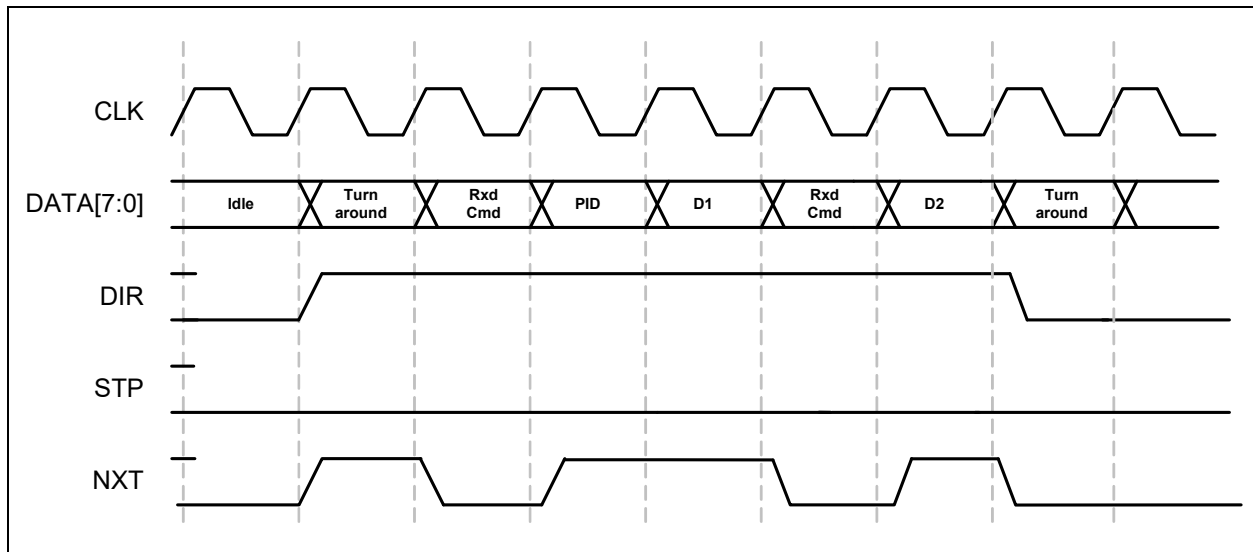 CLK
DATA[7:0]
Idle
Turn
around
Rxd
Cmd
PID
D1
Rxd
Cmd
D2
Turn
around
DIR
STP
NXT